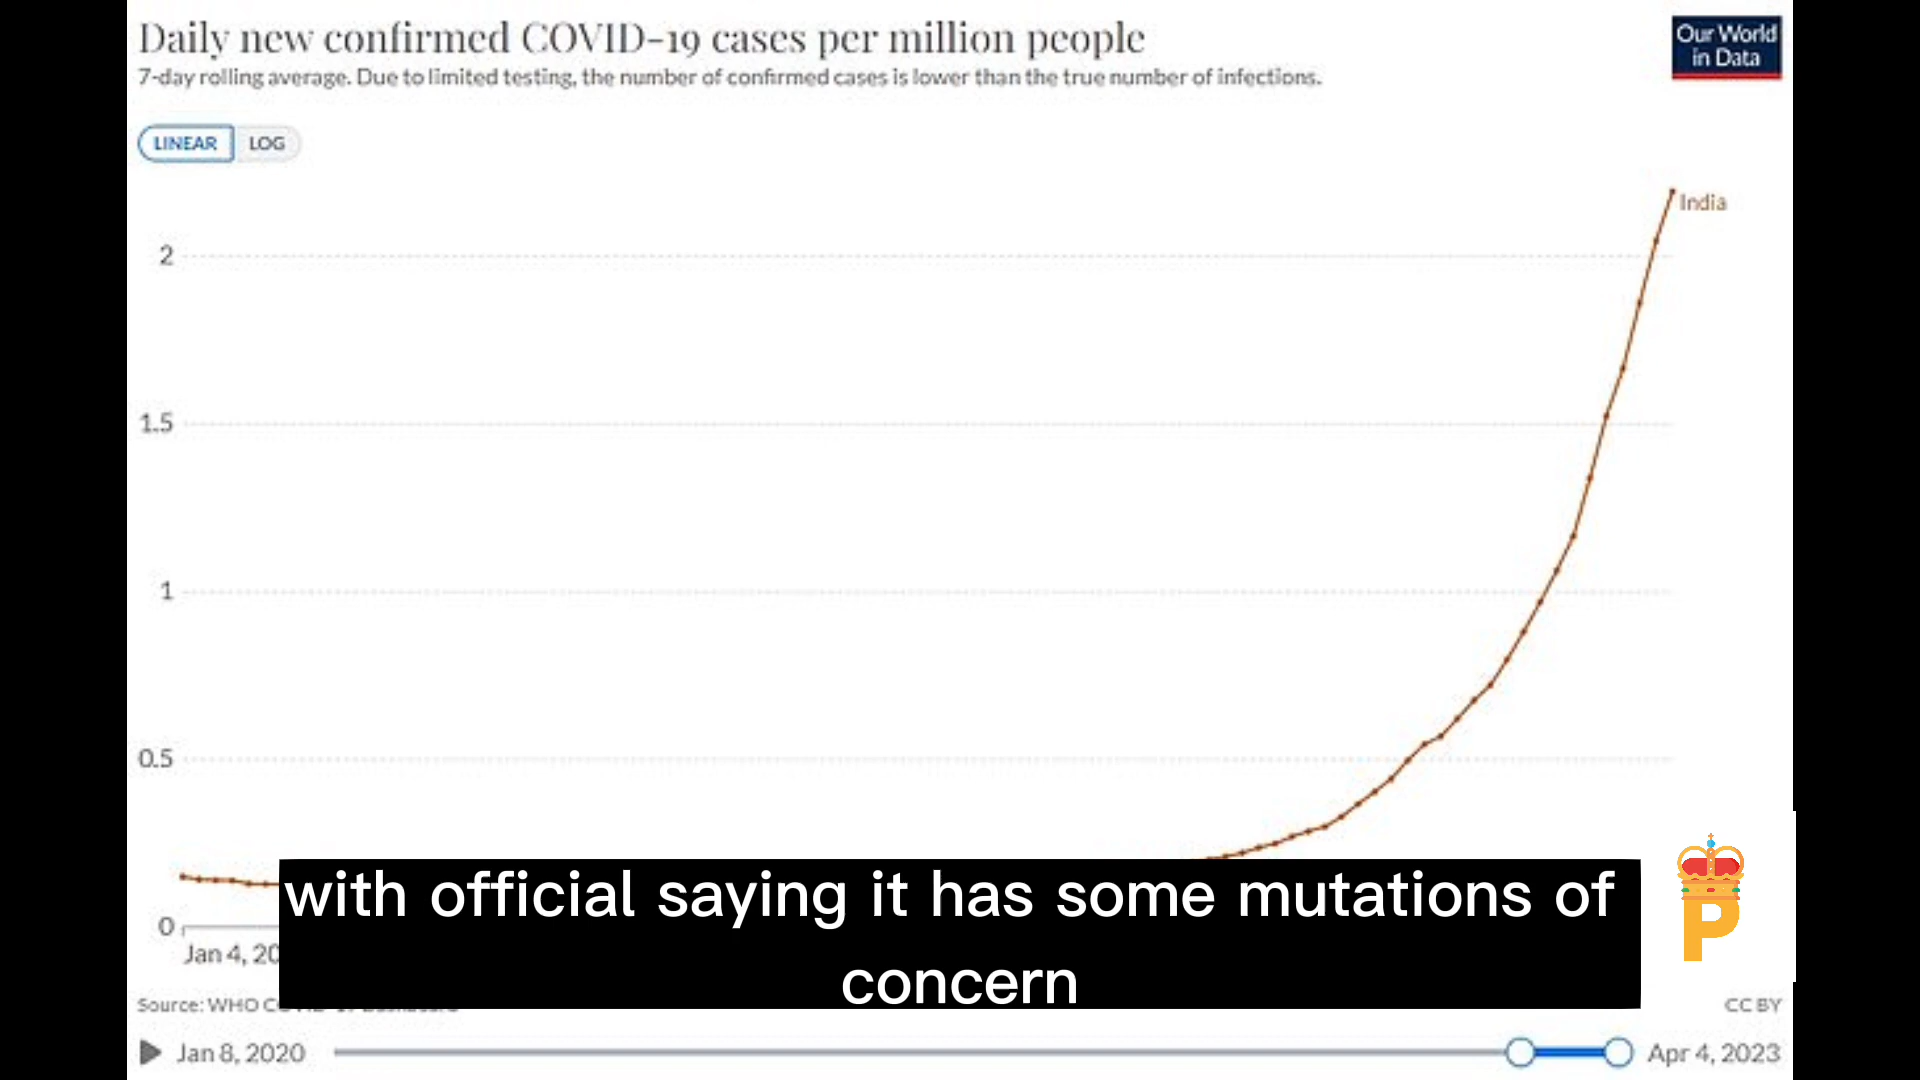 Daily new confirmed COVID-19 cases per million people
7-day rolling average. Due to limited testing, the number of confirmed cases is lower than the true number of infections.
Our World
in Data
LINEAR LOG
India
2
1.5
1
0.5
0
Jan 4, 20
with official saying it has some mutations of
concern
P
Source: WHO
CC BY
Jan 8, 2020
Apr 4, 2023